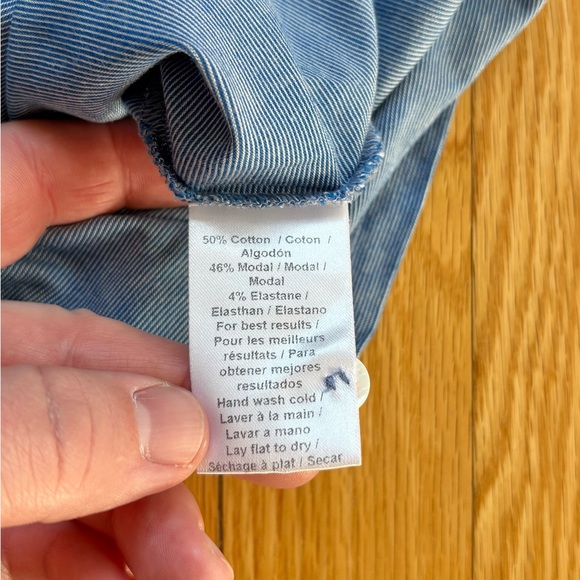 50% Cotton / Coton /
Algodón
46% Modal / Modal /
Modal
4% Elastane /
Elasthan / Elastano
For best results /
Pour les meilleurs
résultats / Para
obtener mejores
resultados
Hand wash cold /
Laver à la main /
Lavar a mano
Lay flat to dry /
Séchage à plat / Secar